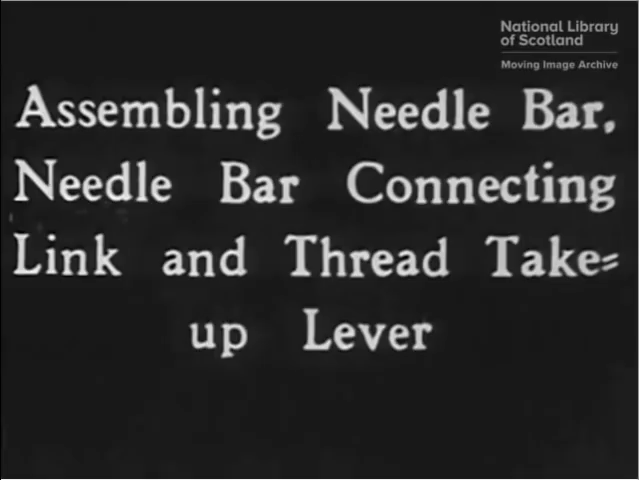 National Library
of Scotland
Moving Image Archive
Assembling Needle Bar,
Needle Bar Connecting
Link and Thread Take=
up Lever